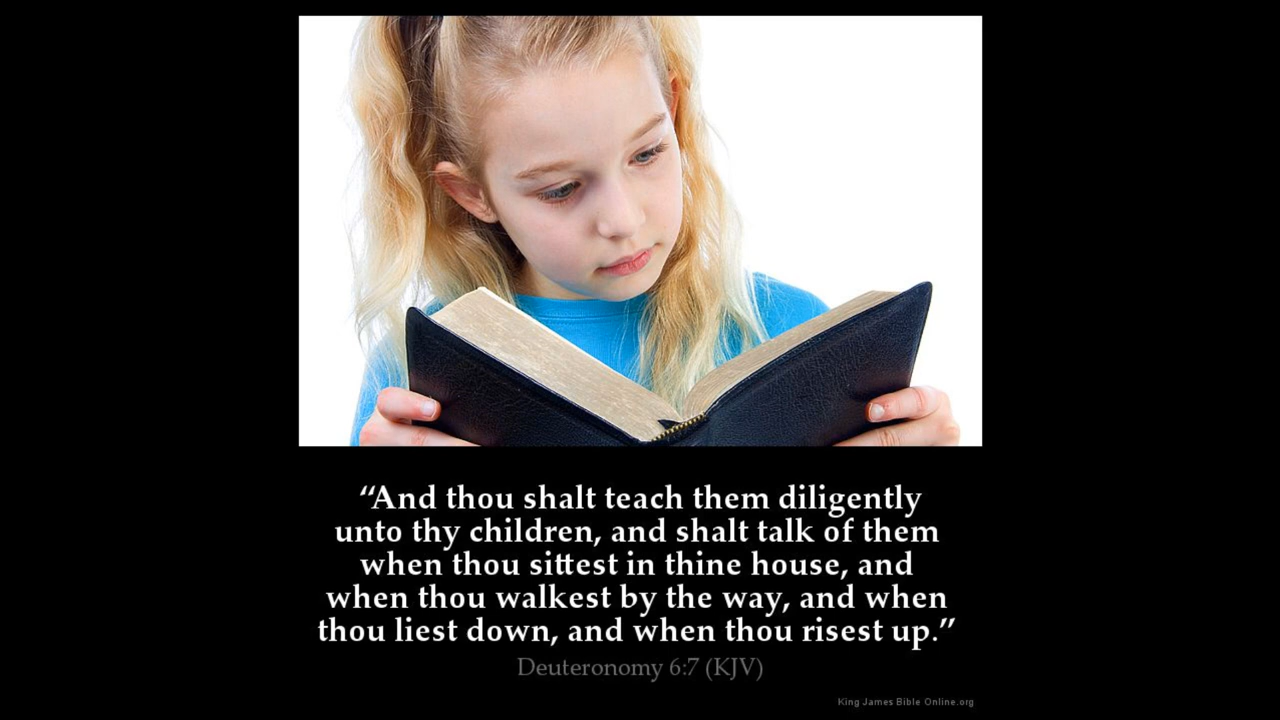 “And thou shalt teach them diligently
unto thy children, and shalt talk of them
when thou sittest in thine house, and
when thou walkest by the way, and when
thou liest down, and when thou risest up.”
Deuteronomy 6:7 (KJV)
King James Bible Online.org